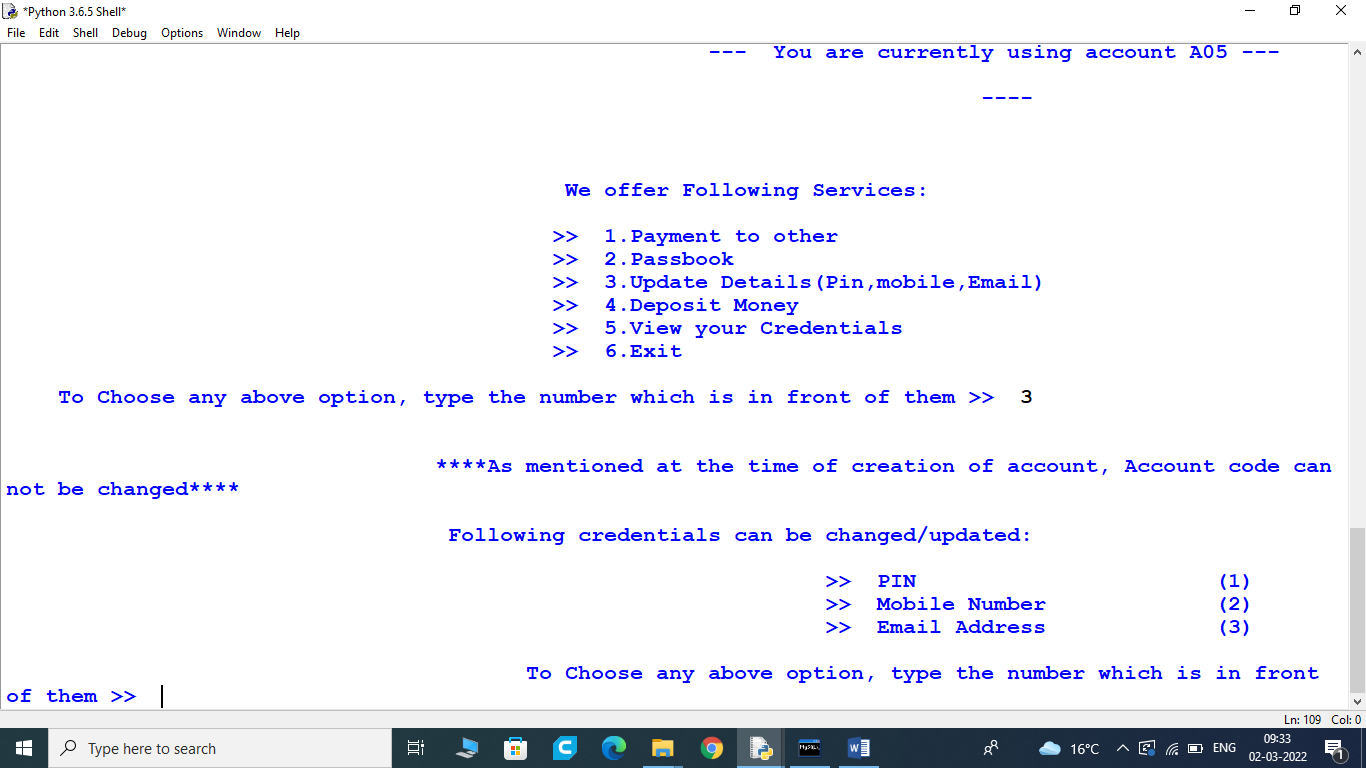 *Python 3.6.5 Shell*
File Edit Shell Debug Options Window Help
--- You are currently using account A05 ---
----
We offer Following Services:
>> 1.Payment to other
>> 2.Passbook
>> 3.Update Details(Pin,mobile,Email)
>> 4.Deposit Money
>> 5.View your Credentials
>> 6.Exit
To Choose any above option, type the number which is in front of them >> 3
****As mentioned at the time of creation of account, Account code can
not be changed****
Following credentials can be changed/updated:
>> PIN (1)
>> Mobile Number (2)
>> Email Address (3)
To Choose any above option, type the number which is in front
of them >>
Ln: 109 Col: 0
Type here to search
MySQL
W
16°C
ENG
09:33
02-03-2022
1